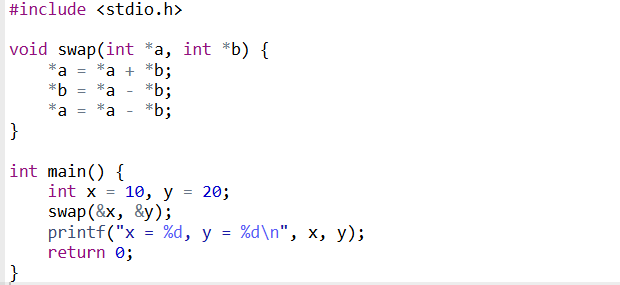 #include <stdio.h>

void swap(int *a, int *b) {
    *a = *a + *b;
    *b = *a - *b;
    *a = *a - *b;
}

int main() {
    int x = 10, y = 20;
    swap(&x, &y);
    printf("x = %d, y = %d\n", x, y);
    return 0;
}